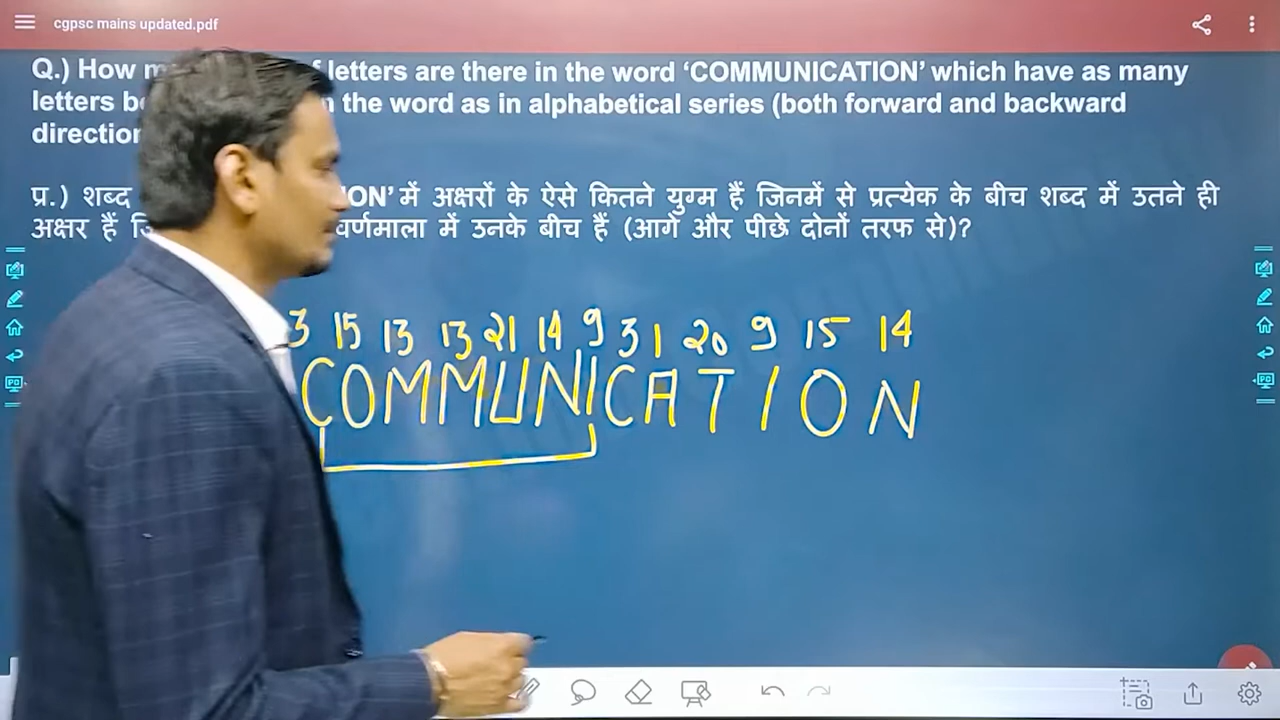 cgpsc mains updated.pdf
Q.) How letters are there in the word ‘COMMUNICATION’ which have as many
letters the word as in alphabetical series (both forward and backward
प्र.) शब्द में अक्षरों के ऐसे कितने युग्म हैं जिनमें से प्रत्येक के बीच शब्द में उतने ही
अक्षर हैं वर्णमाला में उनके बीच हैं (आगे और पीछे दोनों तरफ से)?
3 15 13 13 21 14 9 3 1 20 9 15 14
COMMUNICATION